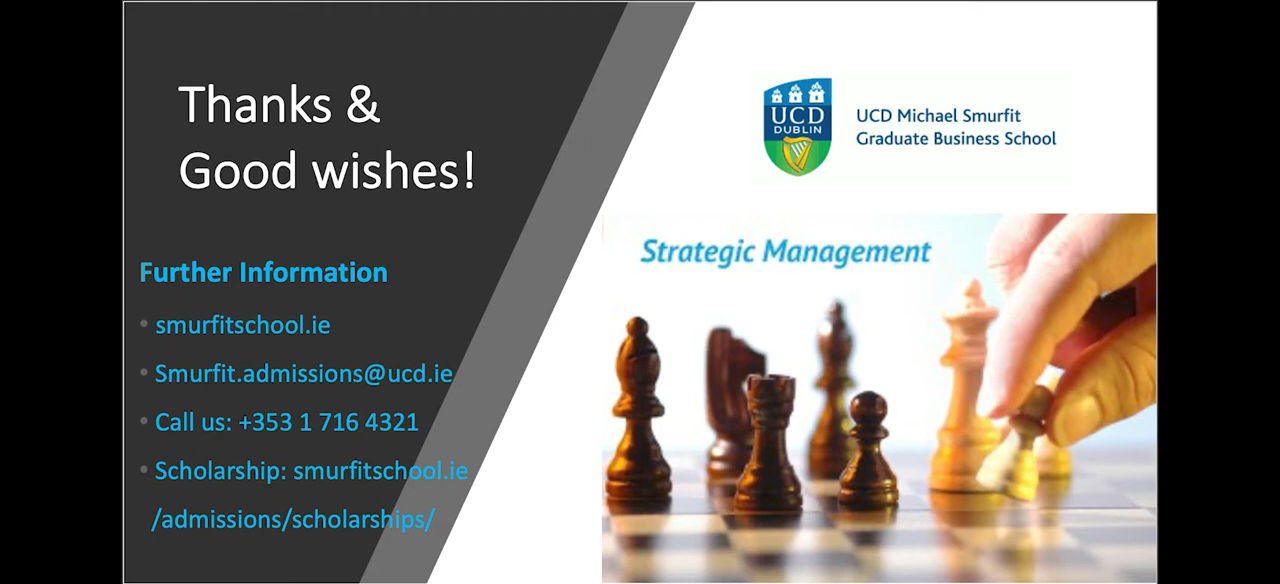 Thanks &
Good wishes!
Further Information
• smurfitschool.ie
• Smurfit.admissions@ucd.ie
• Call us: +353 1 716 4321
• Scholarship: smurfitschool.ie
/admissions/scholarships/
UCD
DUBLIN
UCD Michael Smurfit
Graduate Business School
Strategic Management